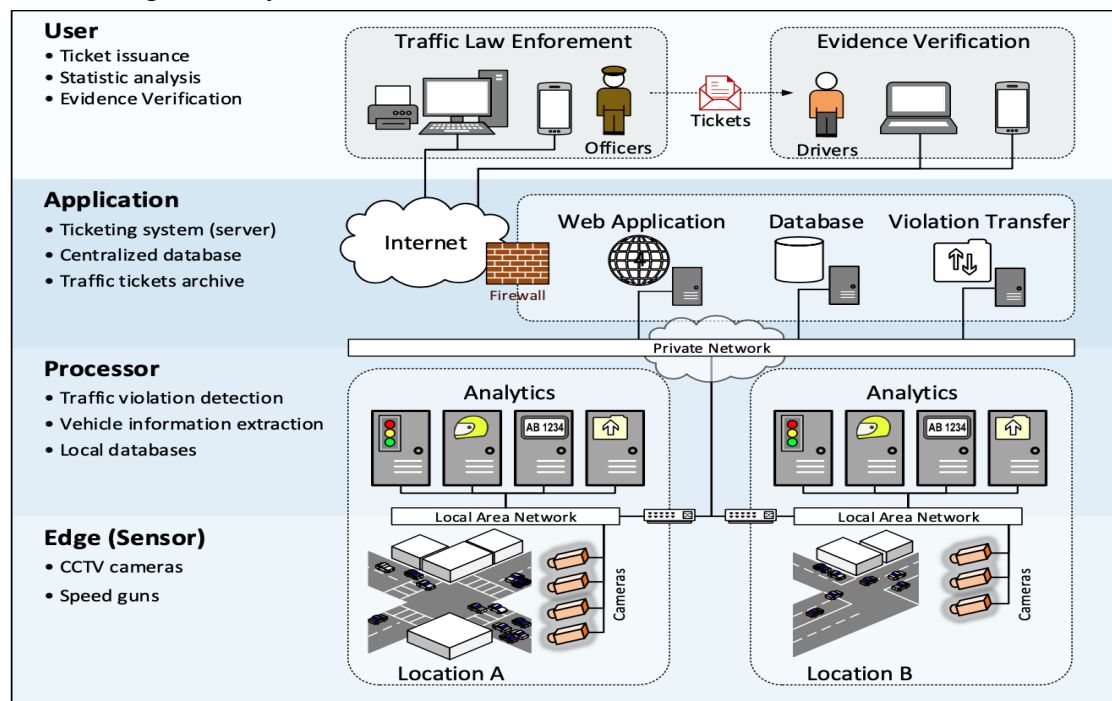 User
• Ticket issuance
• Statistic analysis
• Evidence Verification
Traffic Law Enforement
Officers
Tickets
Evidence Verification
Drivers
Application
• Ticketing system (server)
• Centralized database
• Traffic tickets archive
Internet
Firewall
Web Application
4
Database
Violation Transfer
Private Network
Processor
• Traffic violation detection
• Vehicle information extraction
• Local databases
Analytics
AB 1234
Local Area Network
Analytics
AB 1234
Local Area Network
Edge (Sensor)
• CCTV cameras
• Speed guns
Cameras
Location A
Cameras
Location B